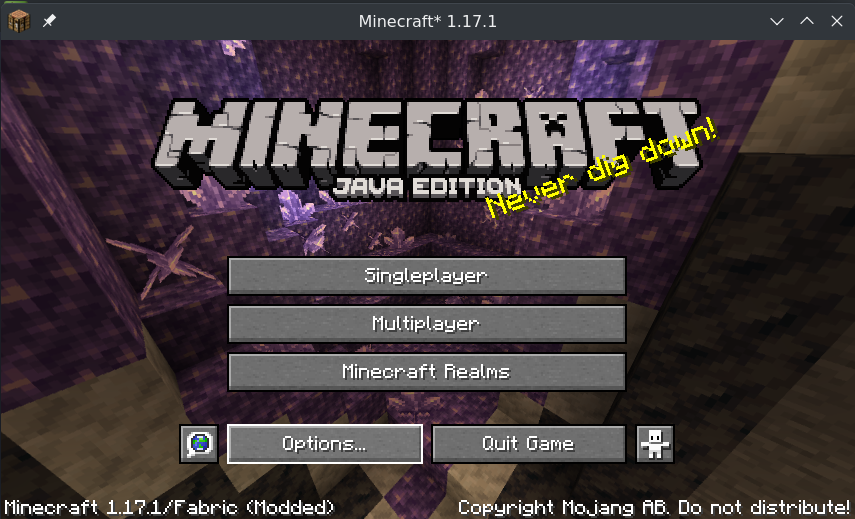 Minecraft* 1.17.1
MINECRAFT
JAVA EDITION
Never dig down!
Singleplayer
Multiplayer
Minecraft Realms
Options...
Quit Game
Minecraft 1.17.1/Fabric (Modded)
Copyright Mojang AB. Do not distribute!